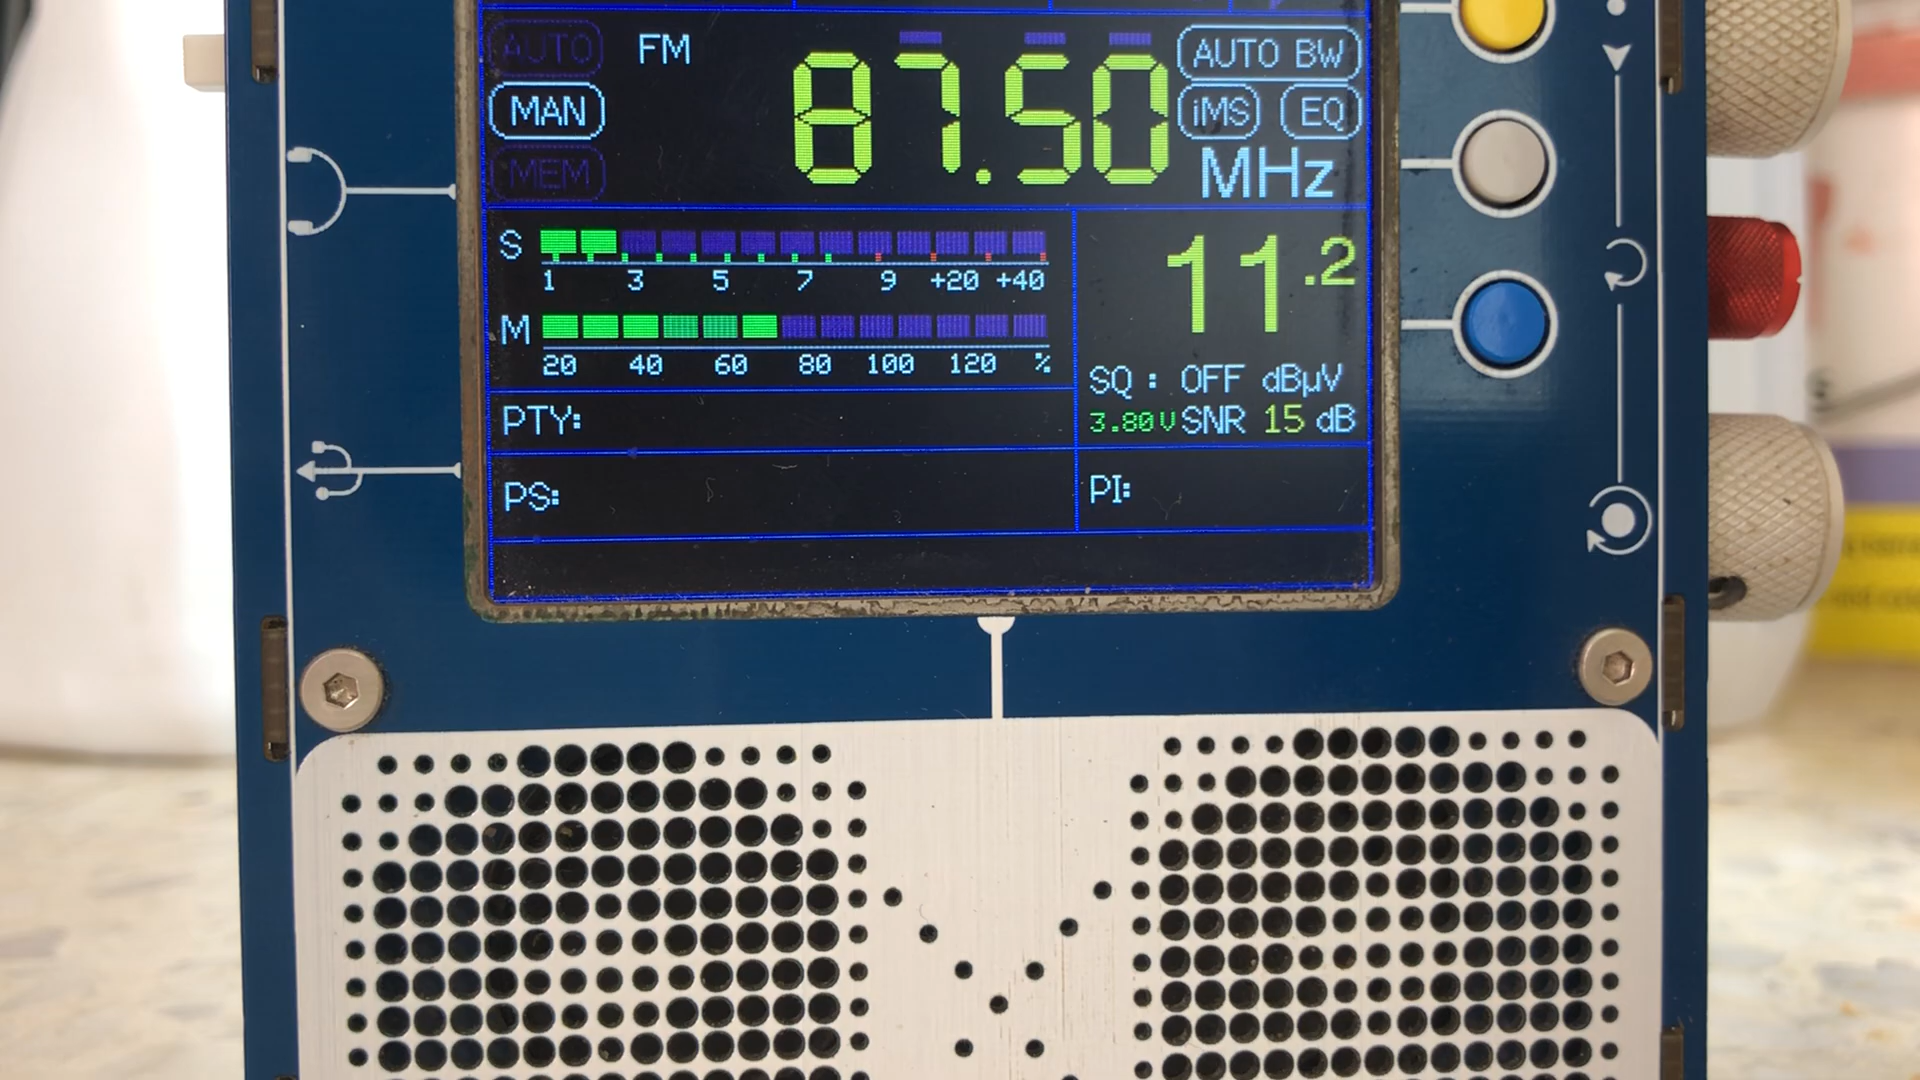 AUTO FM 87.50 AUTO BW
MAN iMS EQ
MEM MHz
S
1 3 5 7 9 +20 +40
11.2
M
20 40 60 80 100 120 %
SQ : OFF dBµV
PTY:
3.80V SNR 15 dB
PS:
PI: